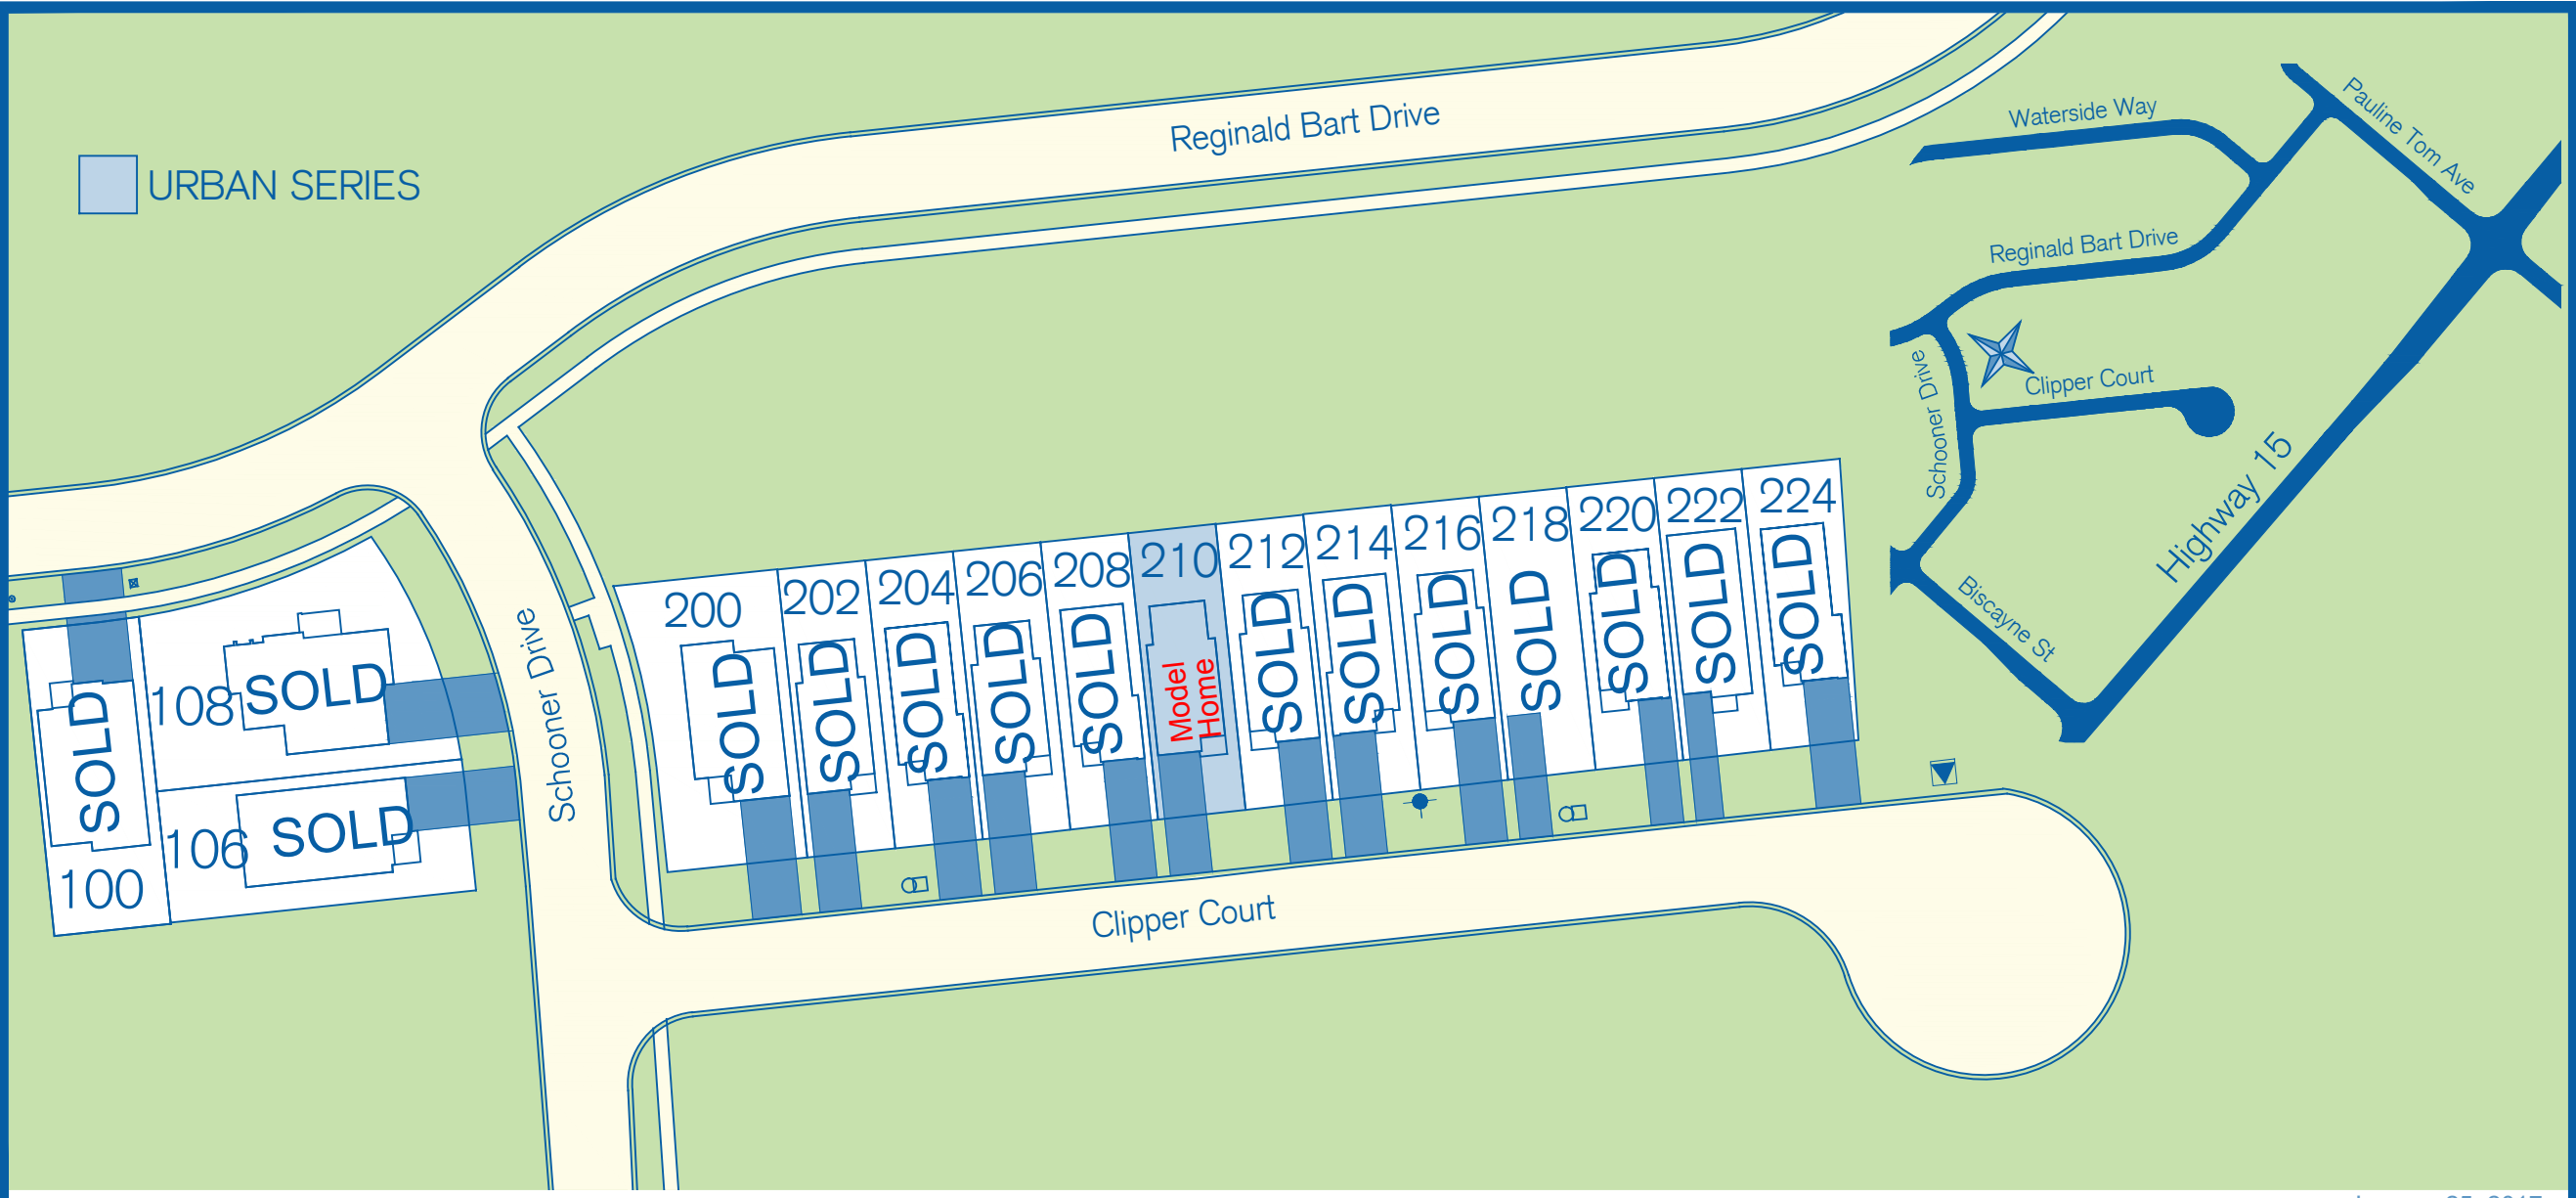 URBAN SERIES
Reginald Bart Drive
Waterside Way
Pauline Tom Ave
Reginald Bart Drive
Schooner Drive
Clipper Court
Highway 15
Biscayne St
200
202
204
206
208
210
212
214
216
218
220
222
224
SOLD
SOLD
SOLD
SOLD
SOLD
Model
Home
SOLD
SOLD
SOLD
SOLD
SOLD
SOLD
SOLD
108
SOLD
106
SOLD
SOLD
100
Schooner Drive
Clipper Court